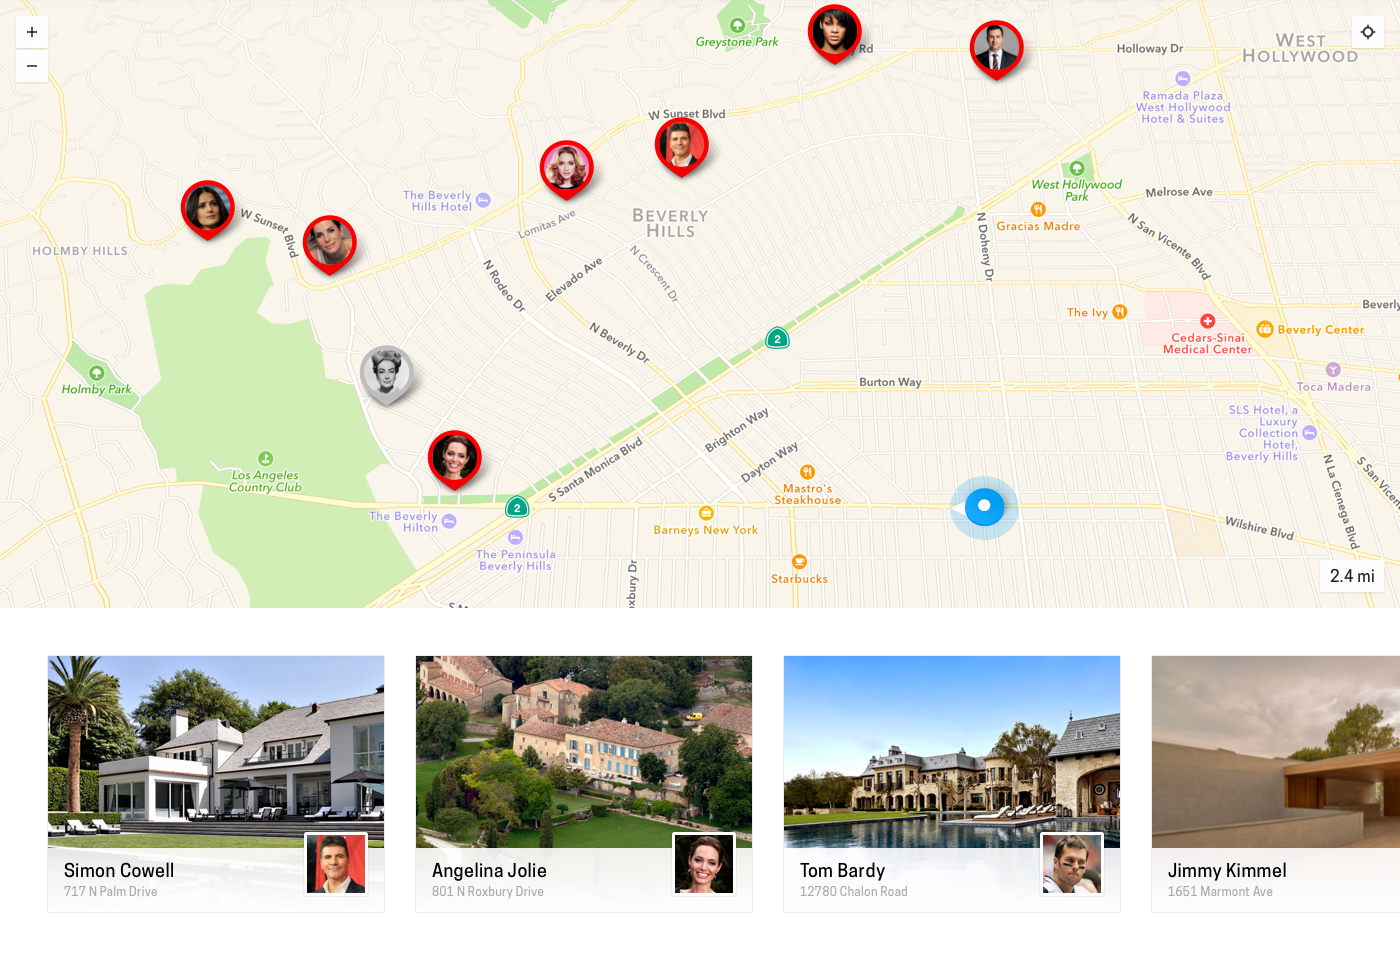 +
−
Greystone Park
y Rd
Holloway Dr
WEST
HOLLYWOOD
Ramada Plaza
West Hollywood
Hotel & Suites
W Sunset Blvd
The Beverly
Hills Hotel
West Hollywood
Park
Melrose Ave
W Sunset Blvd
Lomitas Ave
BEVERLY
HILLS
N Doheny Dr
Gracias Madre
N San Vicente Blvd
HOLMBY HILLS
N Rodeo Dr
Elevado Ave
N Crescent Dr
The Ivy
Beverly
Cedars-Sinai
Medical Center
Beverly Center
N Beverly Dr
2
Holmby Park
Burton Way
Toca Madera
SLS Hotel, a
Luxury
Collection
Hotel,
Beverly Hills
Brighton Way
Dayton Way
Los Angeles
Country Club
S Santa Monica Blvd
Mastro's
Steakhouse
N La Cienega Blvd
S San Vicen
2
The Beverly
Hilton
Barneys New York
Wilshire Blvd
The Peninsula
Beverly Hills
Starbucks
oxbury Dr
2.4 mi
S M
Simon Cowell
717 N Palm Drive
Angelina Jolie
801 N Roxbury Drive
Tom Bardy
12780 Chalon Road
Jimmy Kimmel
1651 Marmont Ave